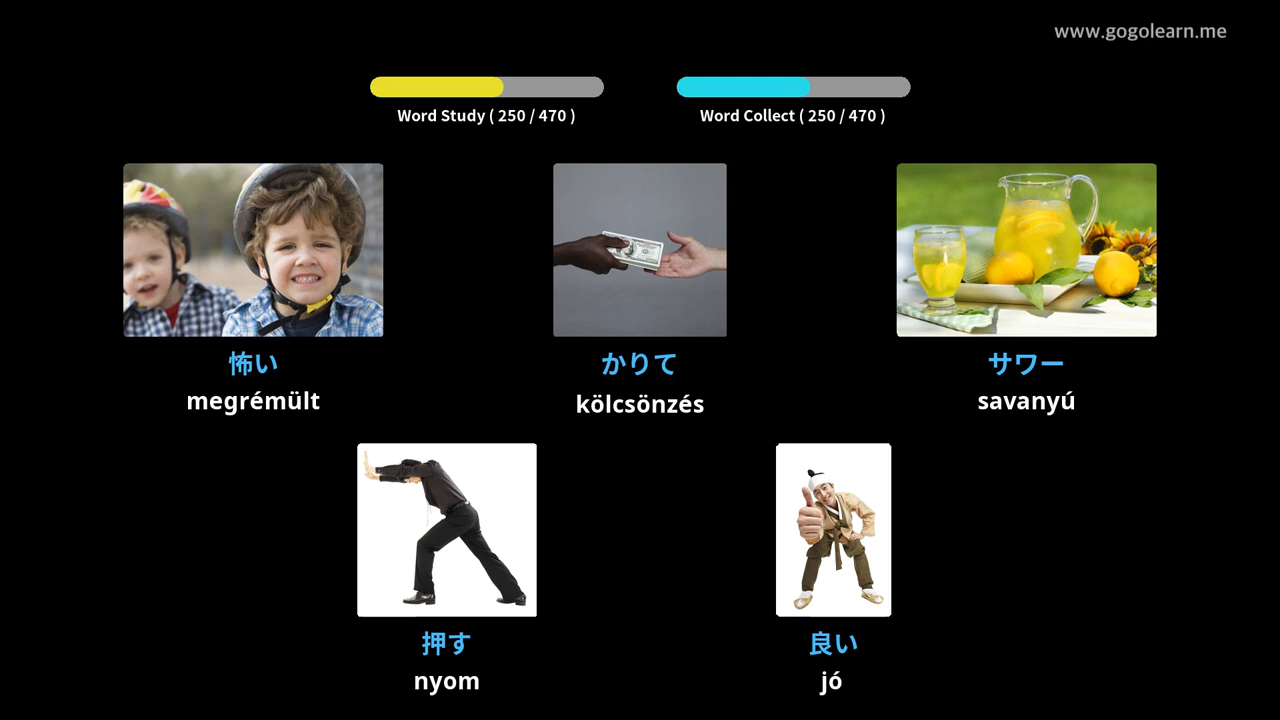 www.gogolearn.me
Word Study ( 250 / 470 )
Word Collect ( 250 / 470 )
怖い
megrémült
かりて
kölcsönzés
サワー
savanyú
押す
nyom
良い
jó